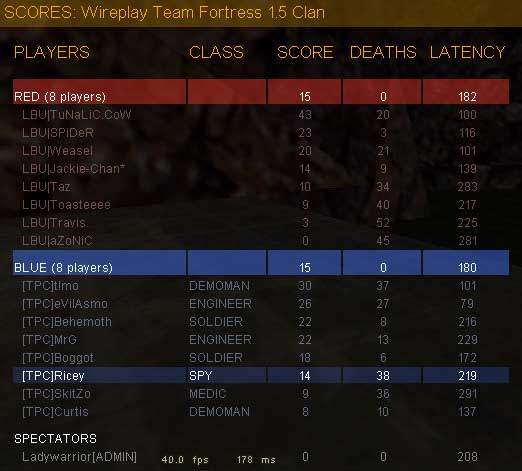 SCORES: Wireplay Team Fortress 1.5 Clan
PLAYERS CLASS SCORE DEATHS LATENCY
RED (8 players) 15 0 182
LBU|TuNaLiC.CoW 43 20 100
LBU|SPiDeR 23 3 116
LBU|Weasel 20 21 101
LBU|Jackie-Chan* 14 9 139
LBU|Taz 10 34 283
LBU|Toasteeee 9 40 217
LBU|Travis 3 52 225
LBU|aZoNiC 0 45 281
BLUE (8 players) 15 0 180
[TPC]t!mo DEMOMAN 30 37 101
[TPC]eVilAsmo ENGINEER 26 27 79
[TPC]Behemoth SOLDIER 22 8 216
[TPC]MrG ENGINEER 22 13 229
[TPC]Boggot SOLDIER 18 6 172
[TPC]Ricey SPY 14 38 219
[TPC]SkitZo MEDIC 9 36 291
[TPC]Curtis DEMOMAN 8 10 137
SPECTATORS
Ladywarrior[ADMIN] 40.0 fps 178 ms 0 0 208